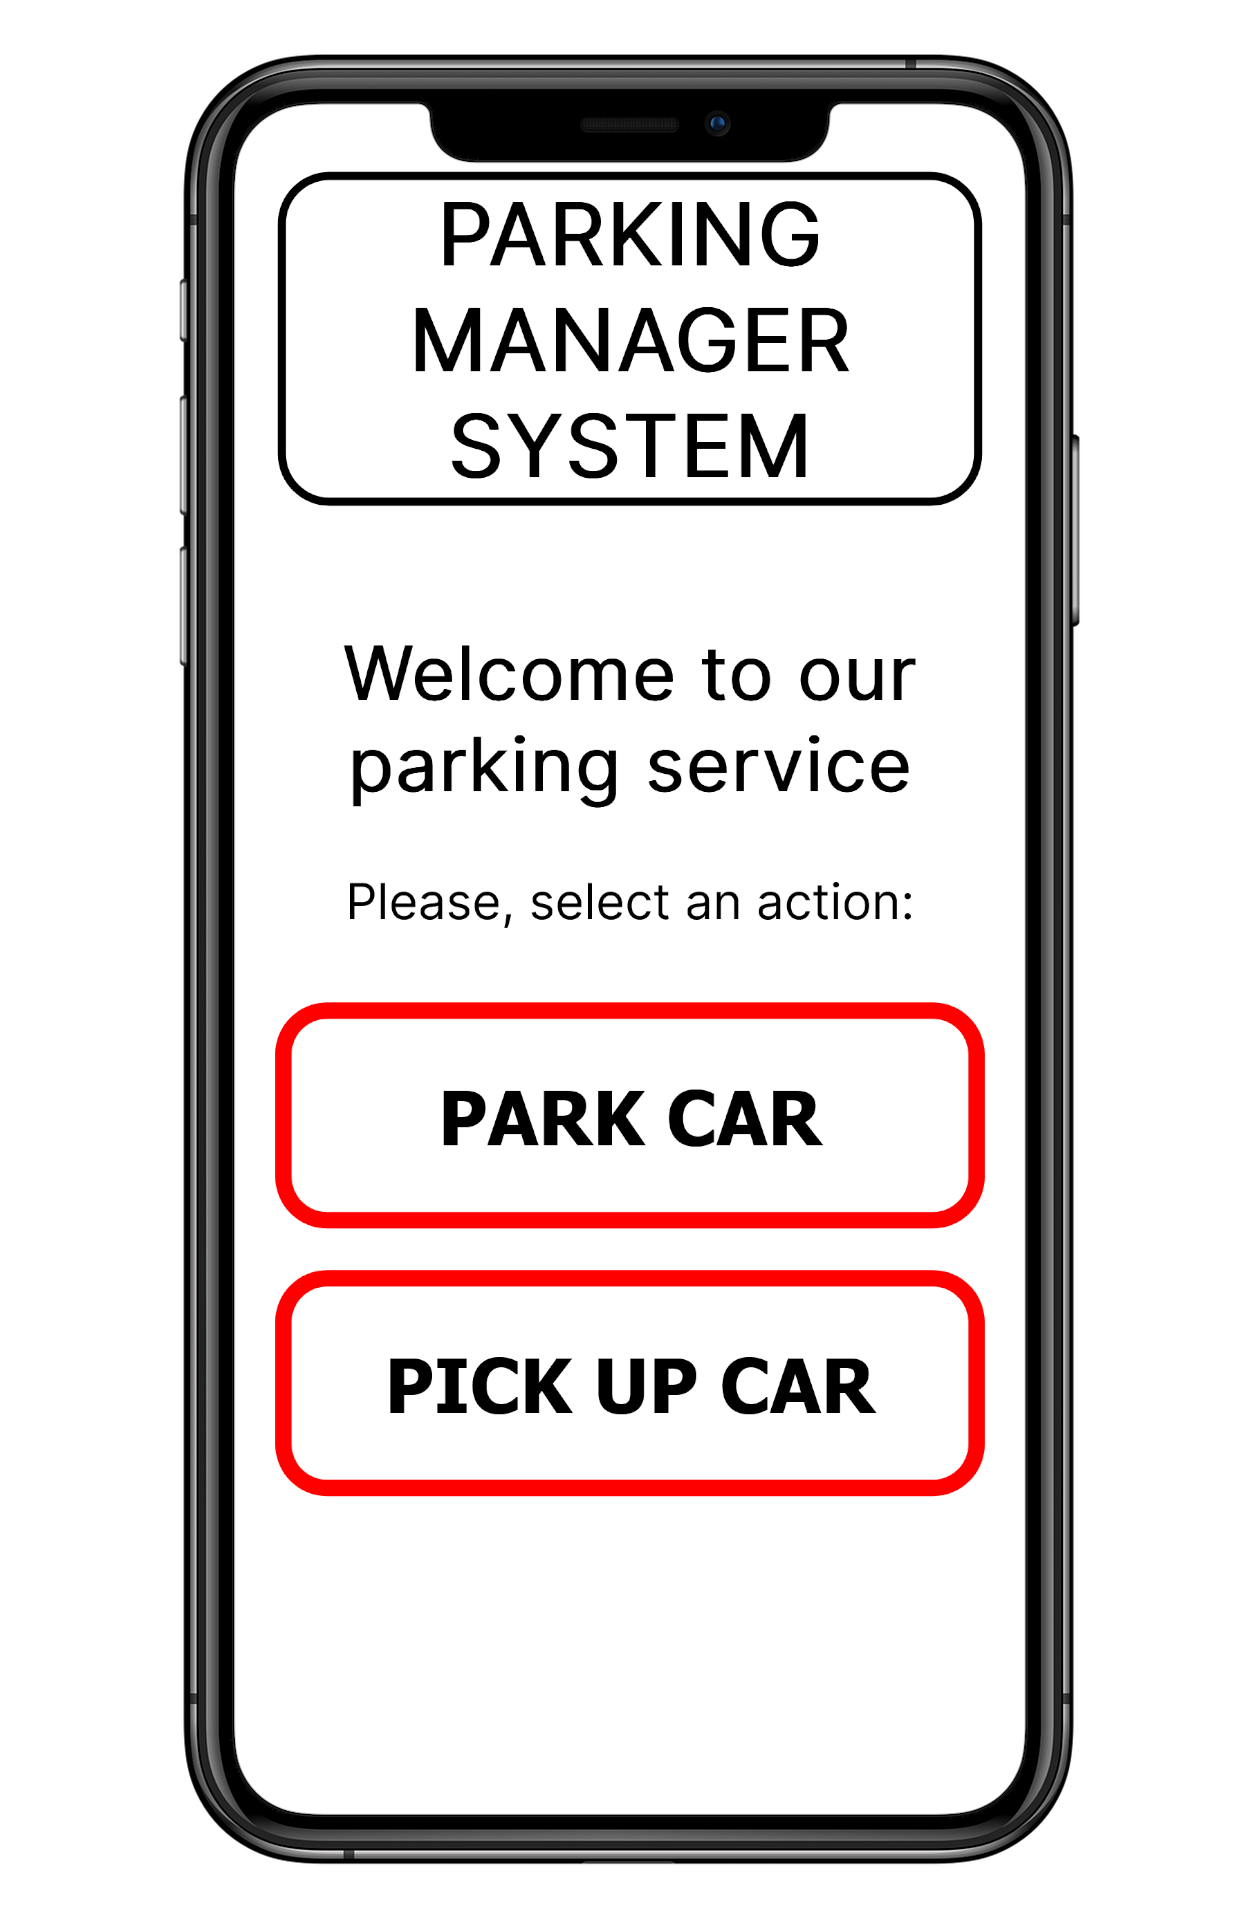 PARKING
MANAGER
SYSTEM
Welcome to our
parking service
Please, select an action:
PARK CAR
PICK UP CAR